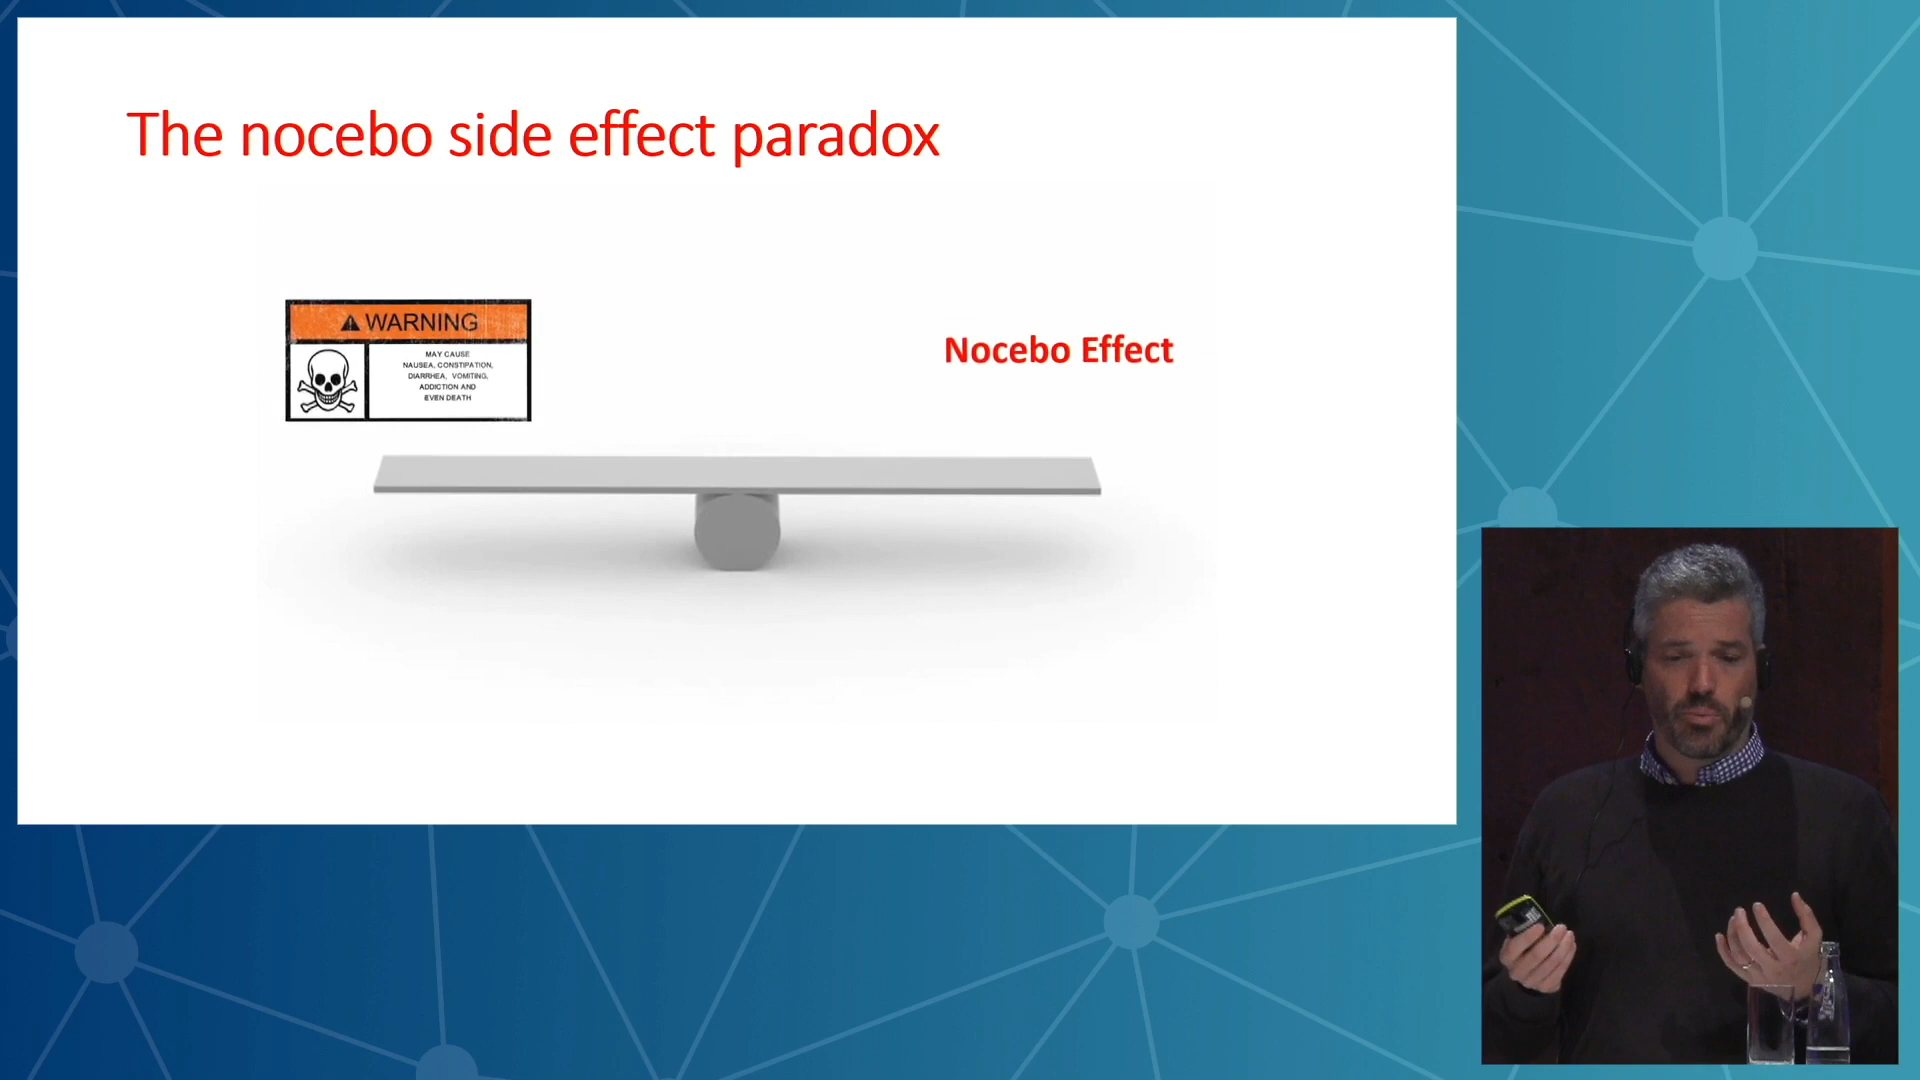 The nocebo side effect paradox
WARNING
MAY CAUSE
NAUSEA, CONSTIPATION,
DIARRHEA, VOMITING,
ADDICTION AND
EVEN DEATH
Nocebo Effect